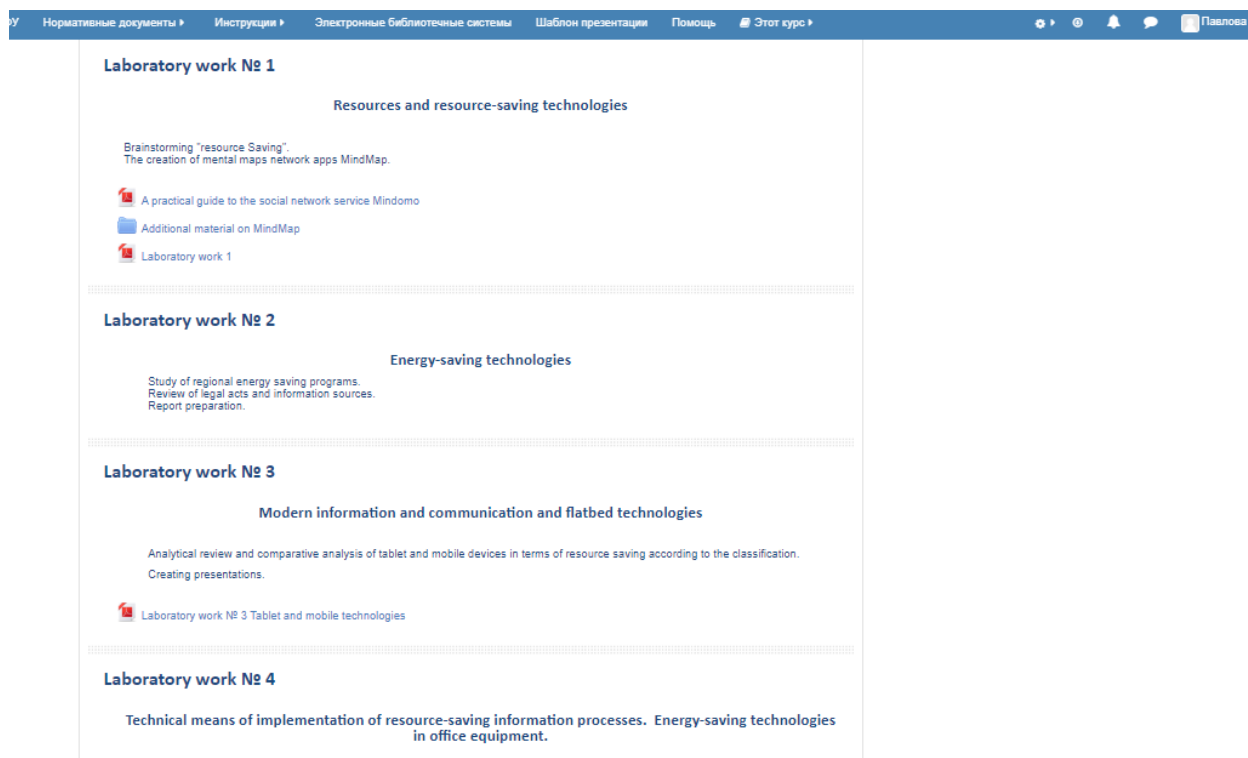 Нормативные документы Инструкции Электронные библиотечные системы Шаблон презентации Помощь Этот курс Павлова
Laboratory work № 1
Resources and resource-saving technologies
Brainstorming "resource Saving".
The creation of mental maps network apps MindMap.
A practical guide to the social network service Mindomo
Additional material on MindMap
Laboratory work 1
Laboratory work № 2
Energy-saving technologies
Study of regional energy saving programs.
Review of legal acts and information sources.
Report preparation.
Laboratory work № 3
Modern information and communication and flatbed technologies
Analytical review and comparative analysis of tablet and mobile devices in terms of resource saving according to the classification.
Creating presentations.
Laboratory work № 3 Tablet and mobile technologies
Laboratory work № 4
Technical means of implementation of resource-saving information processes. Energy-saving technologies
in office equipment.